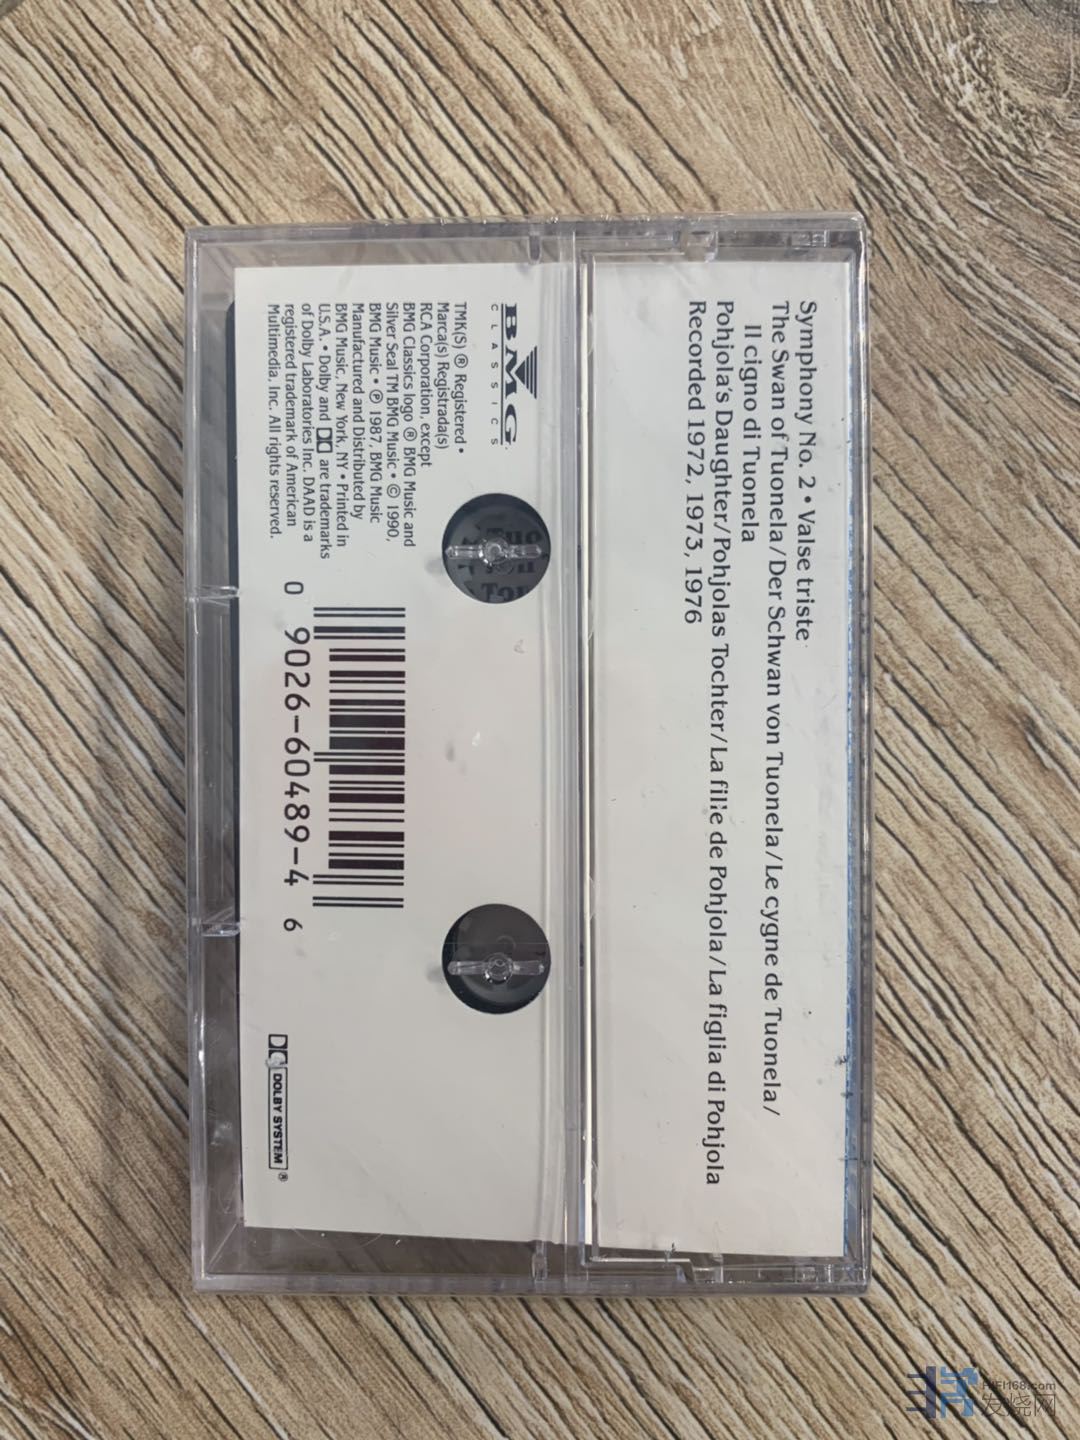 Symphony No. 2 • Valse triste
The Swan of Tuonela/Der Schwan von Tuonela/Le cygne de Tuonela/
Il cigno di Tuonela
Pohjola's Daughter/Pohjolas Tochter/La fille de Pohjola/La figlia di Pohjola
Recorded 1972, 1973, 1976
BMG
CLASSICS
TMK(S) ® Registered •
Marca(s) Registrada(s)
RCA Corporation, except
BMG Classics logo ® BMG Music and
Silver Seal TM BMG Music • © 1990,
BMG Music • ℗ 1987, BMG Music
Manufactured and Distributed by
BMG Music, New York, NY • Printed in
U.S.A. • Dolby and are trademarks
of Dolby Laboratories Inc. DAAD is a
registered trademark of American
Multimedia, Inc. All rights reserved.
0 9026-60489-4 6
DOLBY SYSTEM ®
HIFI168.com
发烧网